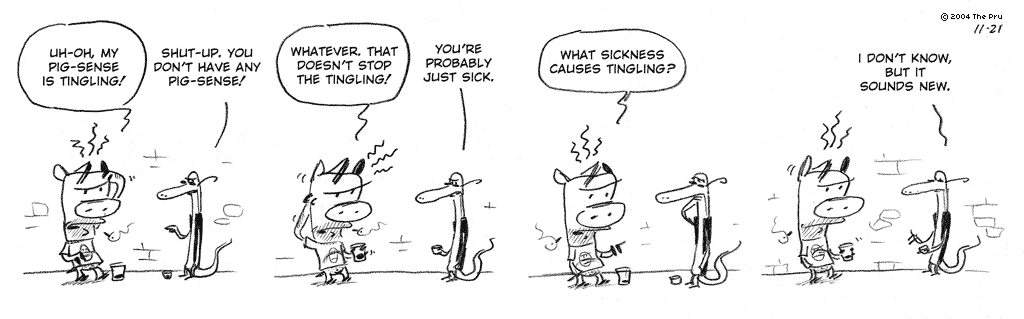 © 2004 The Pru
11-21
UH-OH, MY
PIG-SENSE
IS TINGLING!
SHUT-UP. YOU
DON'T HAVE ANY
PIG-SENSE!
WHATEVER. THAT
DOESN'T STOP
THE TINGLING!
YOU'RE
PROBABLY
JUST SICK.
WHAT SICKNESS
CAUSES TINGLING?
I DON'T KNOW,
BUT IT
SOUNDS NEW.